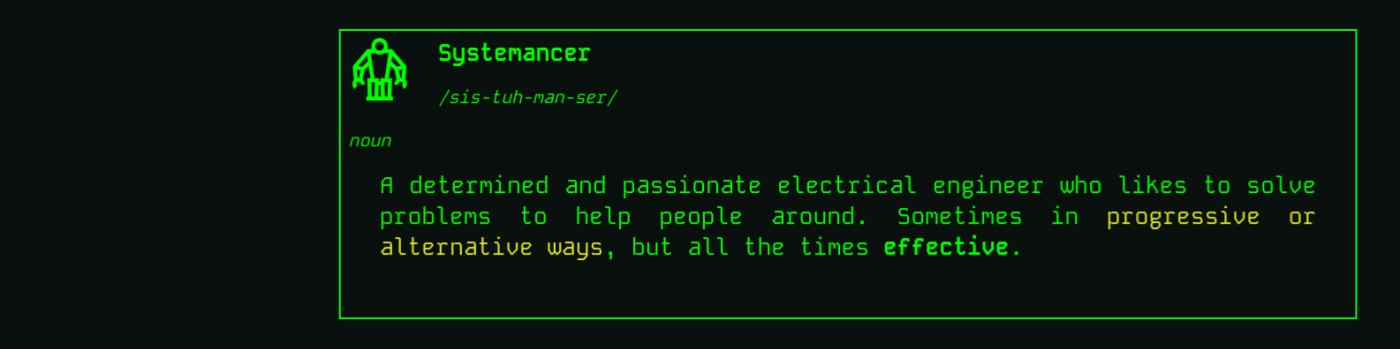 Systemancer
/sis-tuh-man-ser/
noun
A determined and passionate electrical engineer who likes to solve
problems to help people around. Sometimes in progressive or
alternative ways, but all the times effective.